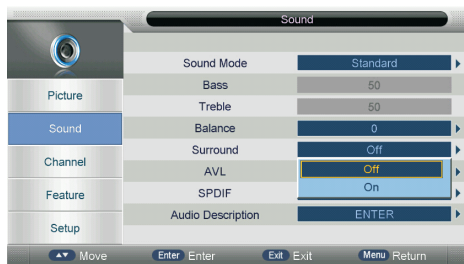 Sound
Picture
Sound
Channel
Feature
Setup
Sound Mode Standard
Bass 50
Treble 50
Balance 0
Surround Off
AVL Off
On
SPDIF
Audio Description ENTER
Move Enter Enter Exit Exit Menu Return